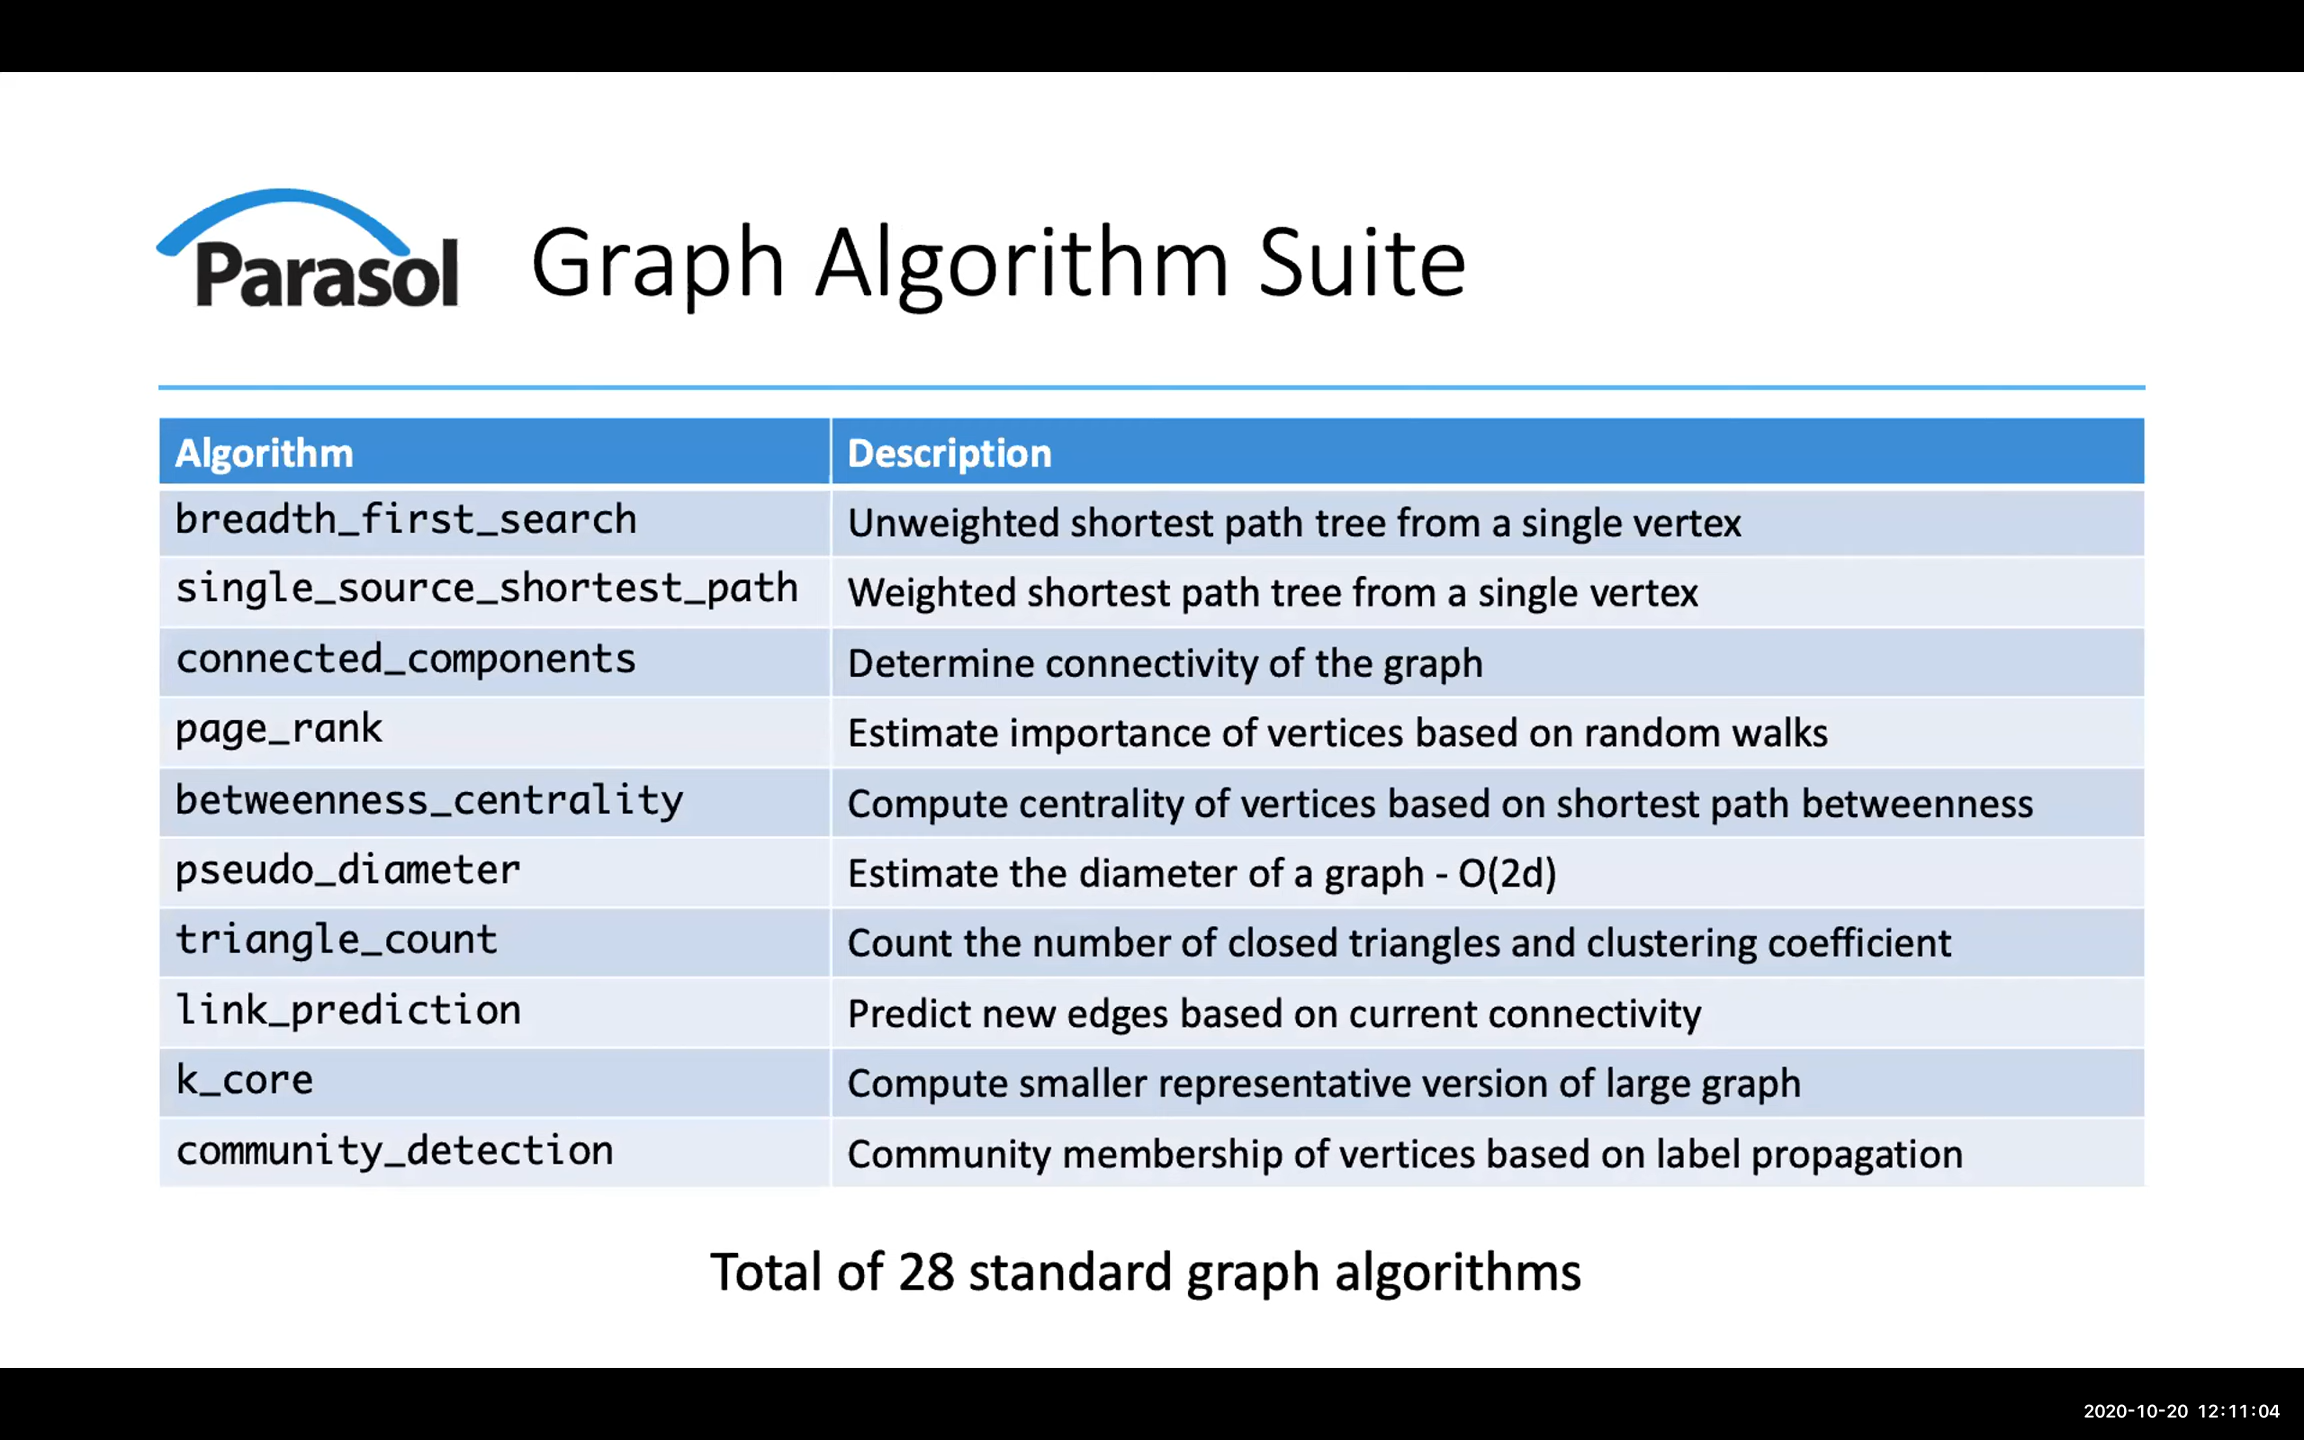 Parasol
Graph Algorithm Suite
Algorithm Description
breadth_first_search Unweighted shortest path tree from a single vertex
single_source_shortest_path Weighted shortest path tree from a single vertex
connected_components Determine connectivity of the graph
page_rank Estimate importance of vertices based on random walks
betweenness_centrality Compute centrality of vertices based on shortest path betweenness
pseudo_diameter Estimate the diameter of a graph - O(2d)
triangle_count Count the number of closed triangles and clustering coefficient
link_prediction Predict new edges based on current connectivity
k_core Compute smaller representative version of large graph
community_detection Community membership of vertices based on label propagation
Total of 28 standard graph algorithms
2020-10-20 12:11:04